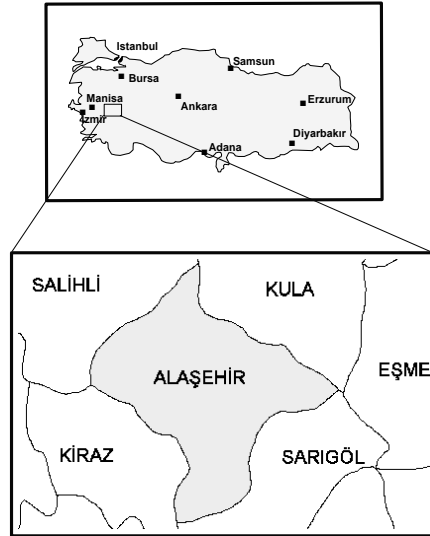 Istanbul
Samsun
Bursa
Manisa
Ankara
Erzurum
İzmir
Diyarbakır
Adana
SALİHLİ
KULA
ALAŞEHİR
EŞME
KİRAZ
SARIGÖL